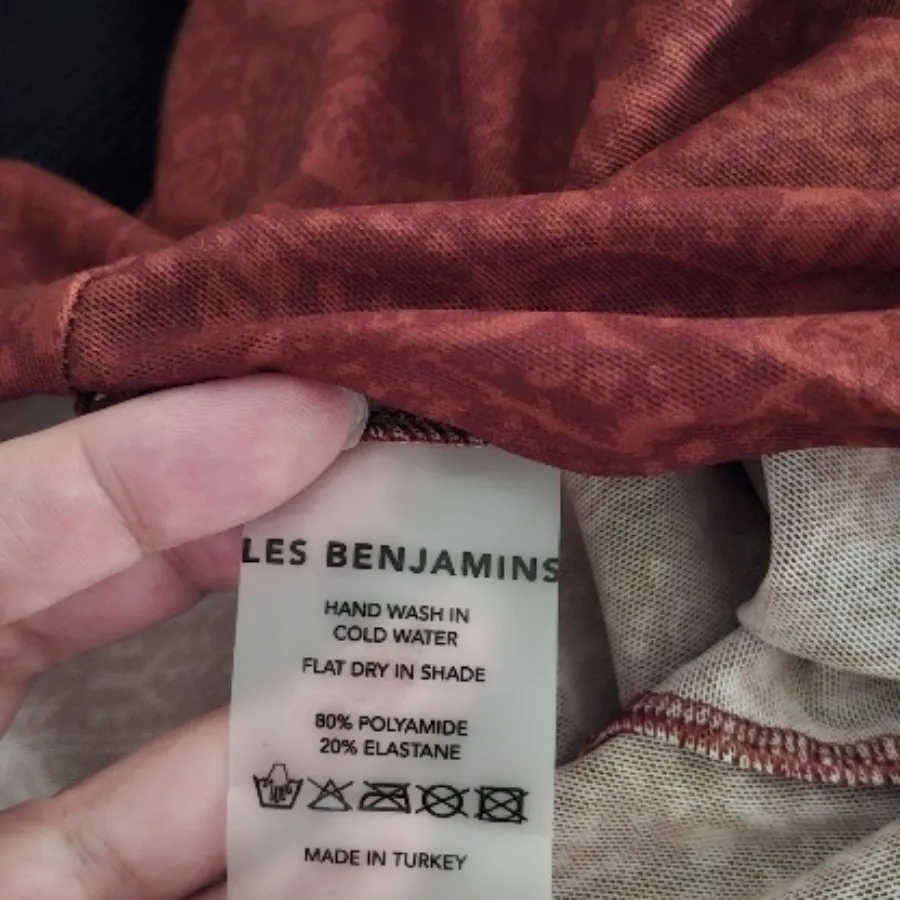 LES BENJAMINS
HAND WASH IN
COLD WATER
FLAT DRY IN SHADE
80% POLYAMIDE
20% ELASTANE
MADE IN TURKEY